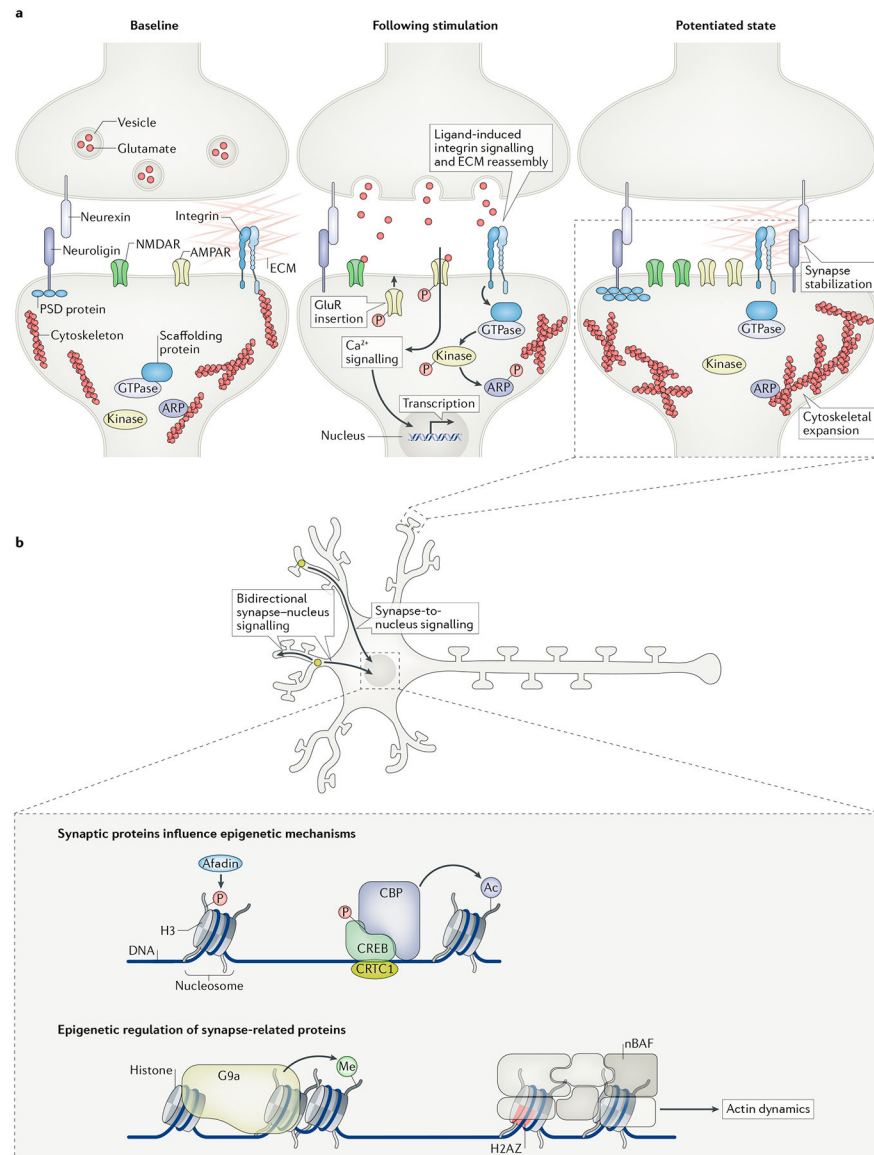 a
Baseline
Following stimulation
Potentiated state
Vesicle
Glutamate
Neurexin
Integrin
Neuroligin
NMDAR
AMPAR
ECM
PSD protein
Cytoskeleton
Scaffolding
protein
GTPase
ARP
Kinase
Ligand-induced
integrin signalling
and ECM reassembly
GluR
insertion
P
P
Ca²⁺
signalling
GTPase
Kinase
P
P
ARP
Transcription
Nucleus
Synapse
stabilization
GTPase
Kinase
ARP
Cytoskeletal
expansion
b
Bidirectional
synapse–nucleus
signalling
Synapse-to-
nucleus signalling
Synaptic proteins influence epigenetic mechanisms
Afadin
P
H3
DNA
Nucleosome
CBP
P
CREB
CRTC1
Ac
Epigenetic regulation of synapse-related proteins
Histone
G9a
Me
nBAF
H2AZ
Actin dynamics